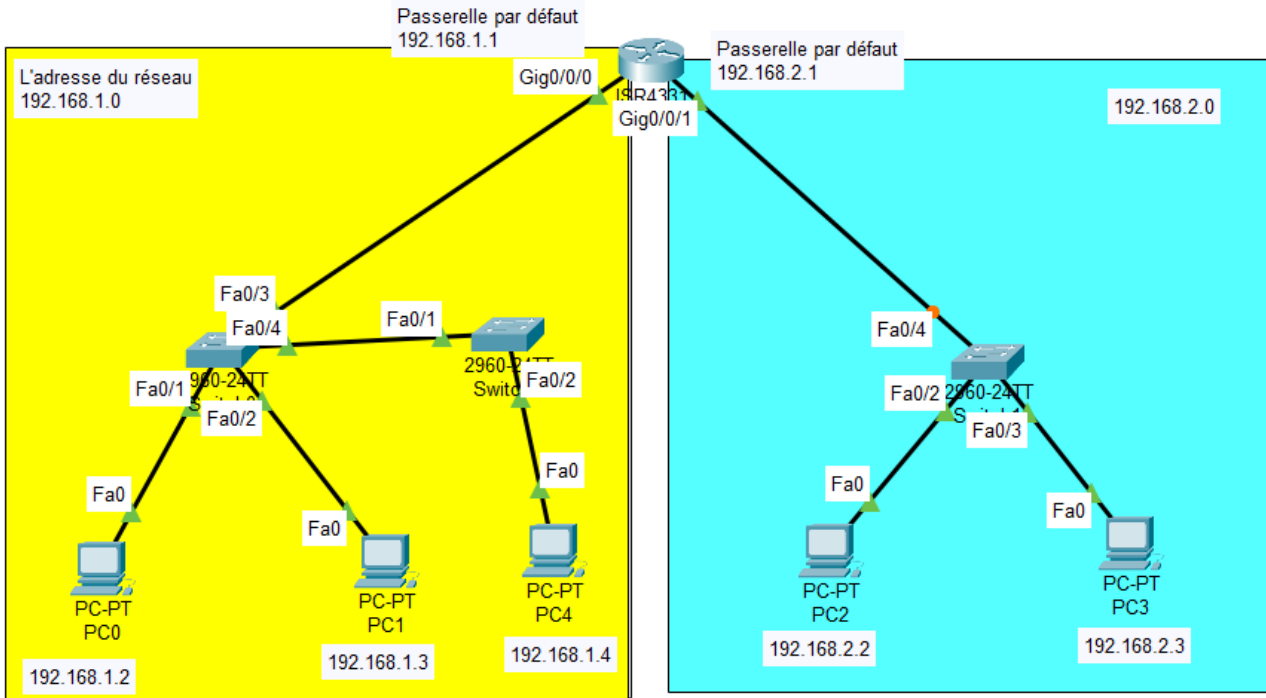 Passerelle par défaut
192.168.1.1
Passerelle par défaut
192.168.2.1
L'adresse du réseau
192.168.1.0
Gig0/0/0
ISR4331
Gig0/0/1
192.168.2.0
Fa0/3
Fa0/4
Fa0/1
Fa0/4
2960-24TT
Fa0/2
Fa0/1
Fa0/2
Fa0/2
2960-24TT
Fa0/3
Fa0
Fa0
Fa0
Fa0
Fa0
PC-PT
PC0
PC-PT
PC1
PC-PT
PC4
PC-PT
PC2
PC-PT
PC3
192.168.1.2
192.168.1.3
192.168.1.4
192.168.2.2
192.168.2.3